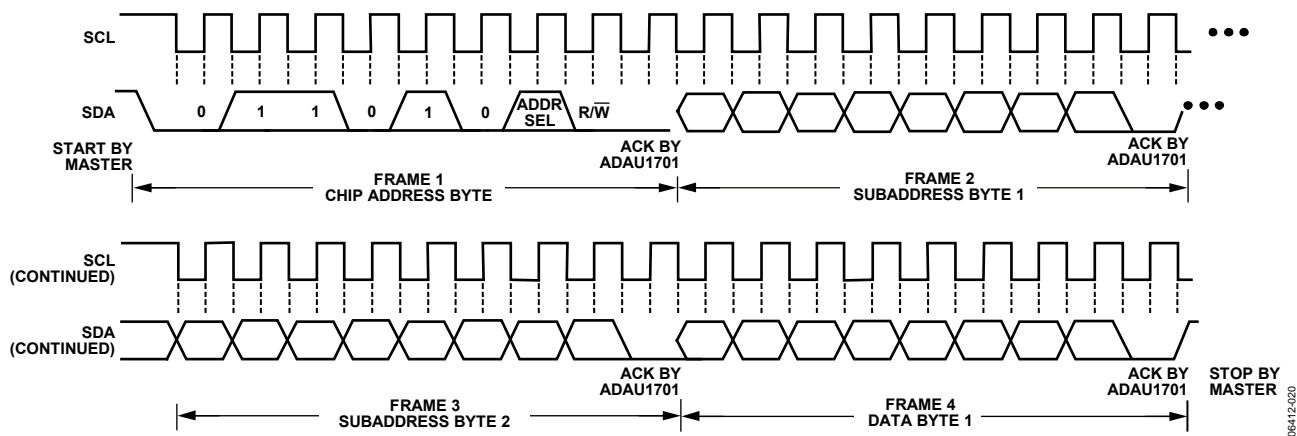 SCL
SDA
0 1 1 0 1 0 ADDR SEL R/W̅
START BY
MASTER
ACK BY
ADAU1701
ACK BY
ADAU1701
FRAME 1
CHIP ADDRESS BYTE
FRAME 2
SUBADDRESS BYTE 1
SCL
(CONTINUED)
SDA
(CONTINUED)
ACK BY
ADAU1701
ACK BY
ADAU1701
STOP BY
MASTER
FRAME 3
SUBADDRESS BYTE 2
FRAME 4
DATA BYTE 1
06412-020